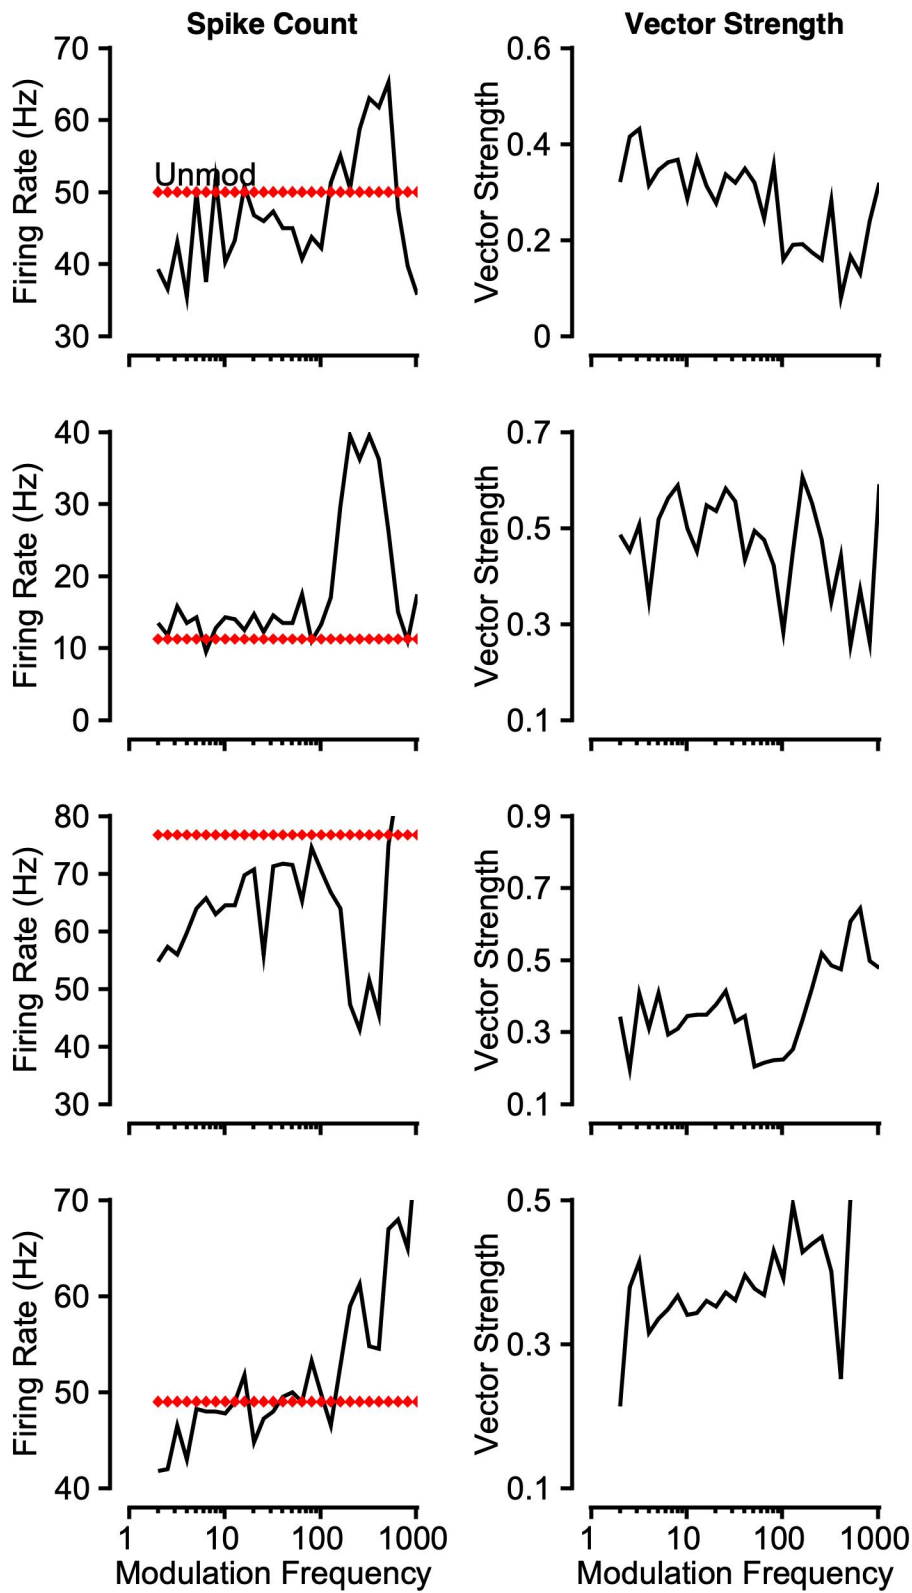 Spike Count
Vector Strength
Firing Rate (Hz)
70
60
50
40
30
Unmod
Vector Strength
0.6
0.4
0.2
0
Firing Rate (Hz)
40
30
20
10
0
Vector Strength
0.7
0.5
0.3
0.1
Firing Rate (Hz)
80
70
60
50
40
30
Vector Strength
0.9
0.7
0.5
0.3
0.1
Firing Rate (Hz)
70
60
50
40
1 10 100 1000
Modulation Frequency
Vector Strength
0.5
0.3
0.1
1 10 100 1000
Modulation Frequency